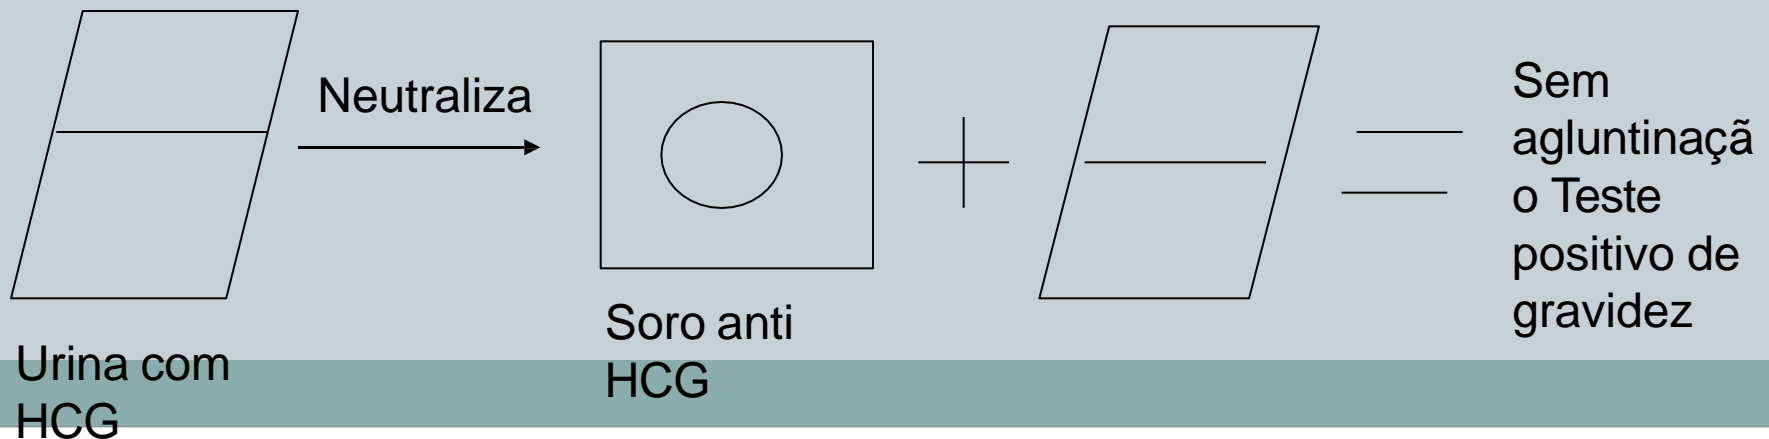 Neutraliza
Sem
agluntinaçã
o Teste
positivo de
gravidez
Soro anti
HCG
Urina com
HCG